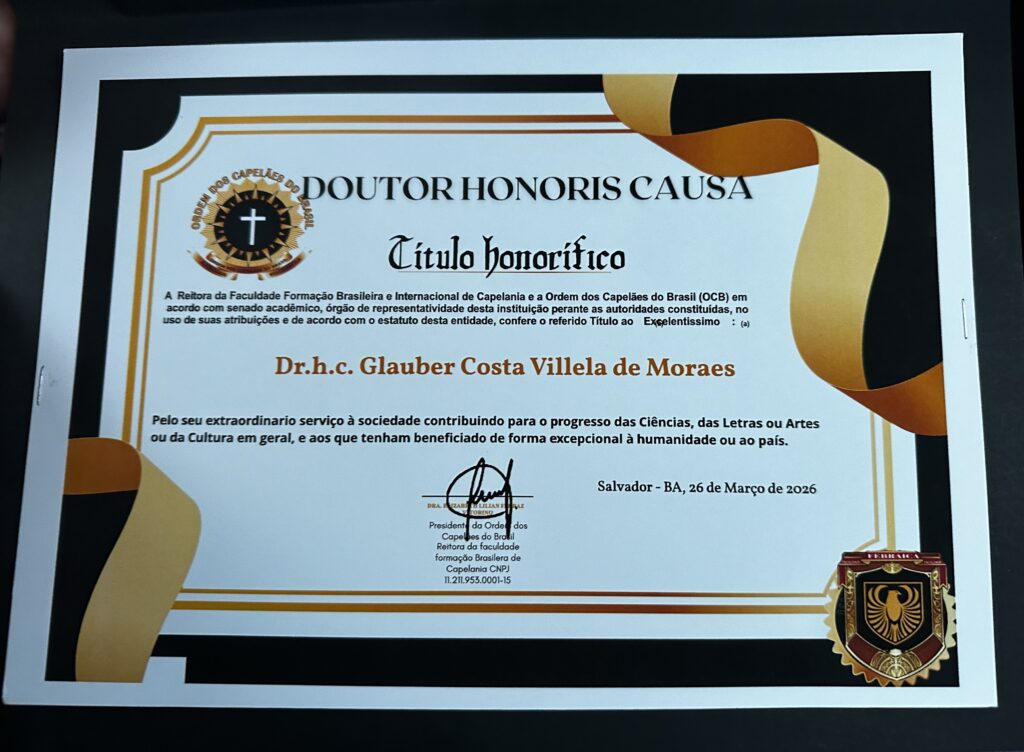 ORDEM DOS CAPELÃES DO BRASIL
DOUTOR HONORIS CAUSA
Título honorífico
A Reitora da Faculdade Formação Brasileira e Internacional de Capelania e a Ordem dos Capelães do Brasil (OCB) em
acordo com senado acadêmico, órgão de representatividade desta instituição perante as autoridades constituídas, no
uso de suas atribuições e de acordo com o estatuto desta entidade, confere o referido Título ao Excelentissimo : (a)
Dr.h.c. Glauber Costa Villela de Moraes
Pelo seu extraordinario serviço à sociedade contribuindo para o progresso das Ciências, das Letras ou Artes
ou da Cultura em geral, e aos que tenham beneficiado de forma excepcional à humanidade ou ao país.
Salvador - BA, 26 de Março de 2026
DRA. LILIAN
Presidente da Ordem dos
Capelães do Brasil
Reitora da faculdade
formação Brasilera de
Capelania CNPJ
11.211.953.0001-15
FEBRAICA